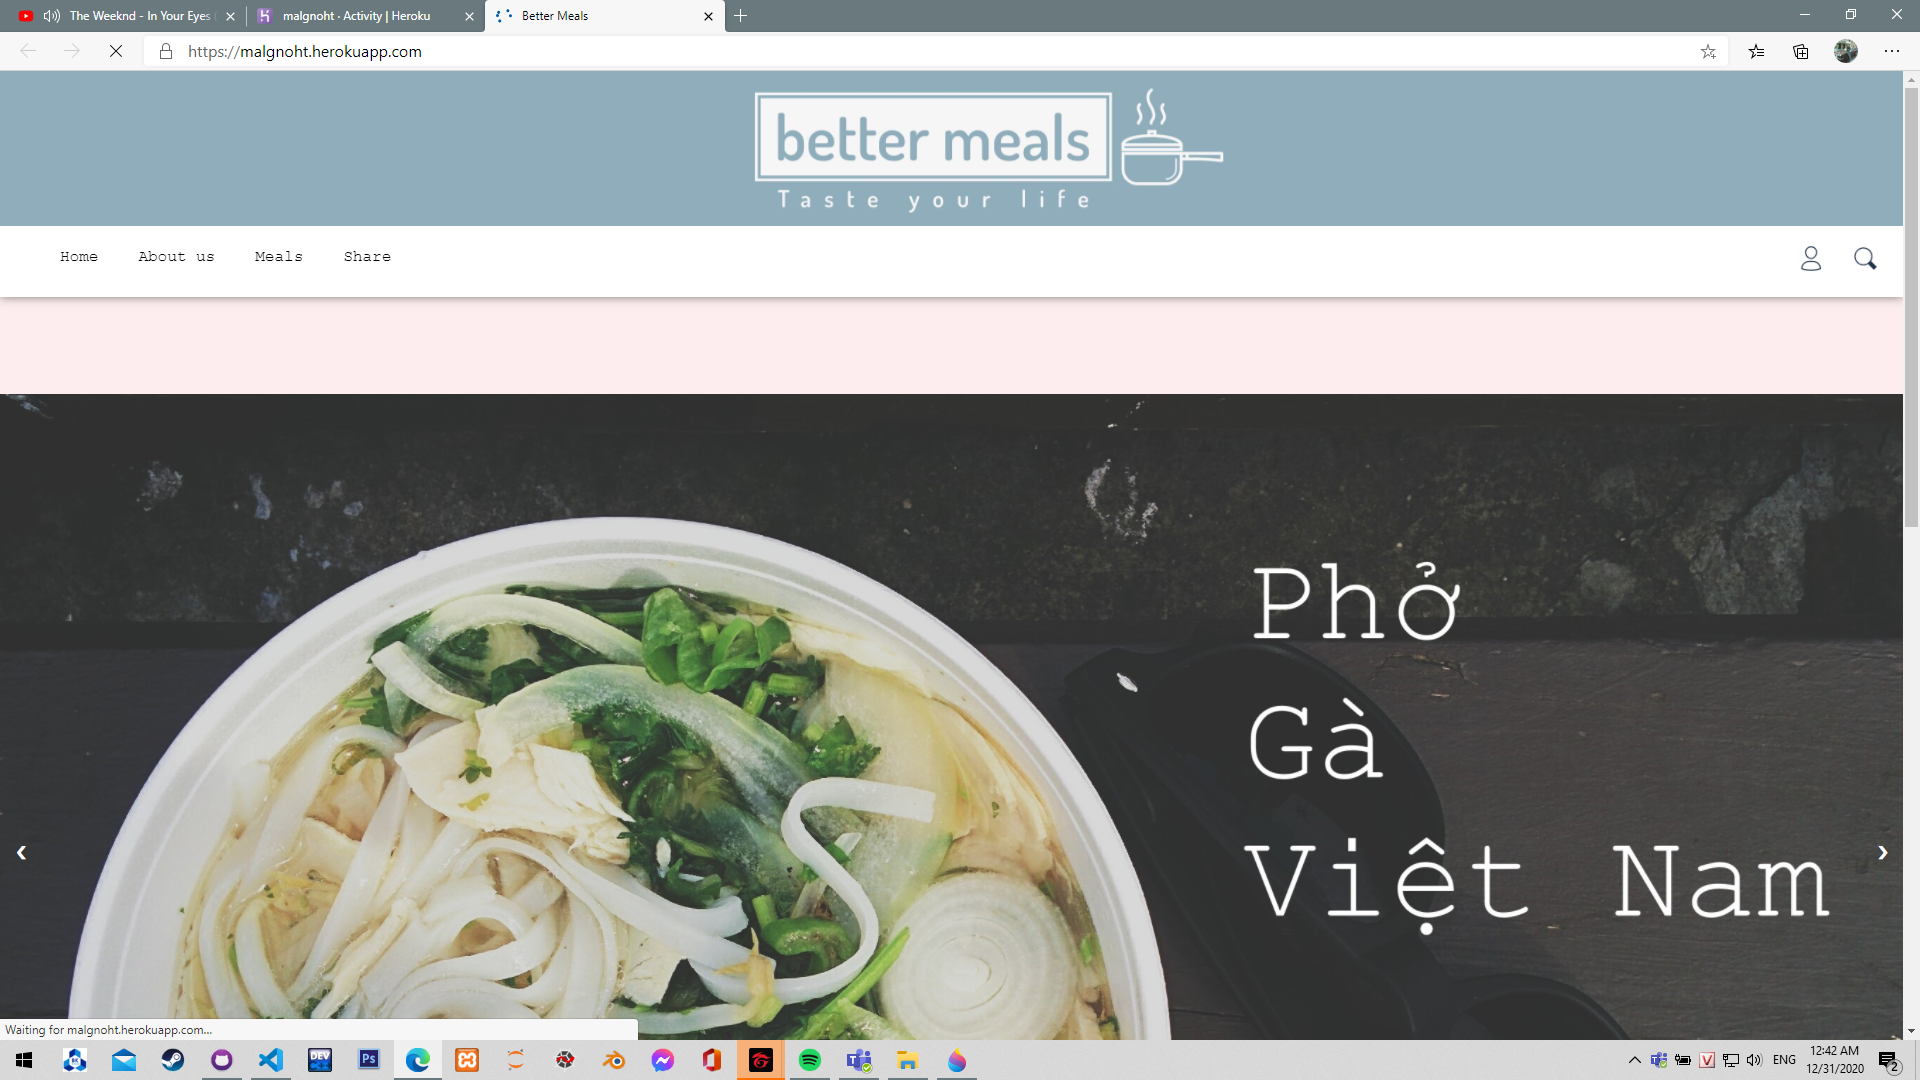 The Weeknd - In Your Eyes
malgnoht · Activity | Heroku
Better Meals
https://malgnoht.herokuapp.com
better meals
Taste your life
Home About us Meals Share
Phở
Gà
Việt Nam
Waiting for malgnoht.herokuapp.com...
DEV
Ps
V
ENG
12:42 AM
12/31/2020
2